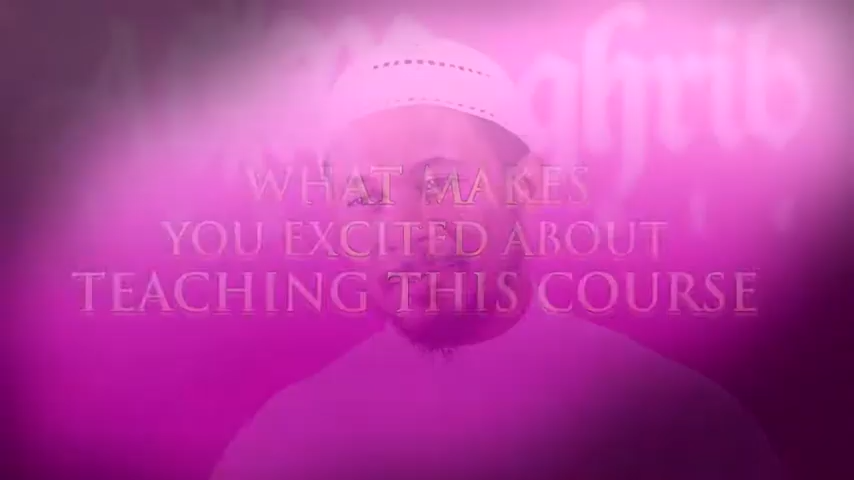 WHAT MAKES
YOU EXCITED ABOUT
TEACHING THIS COURSE